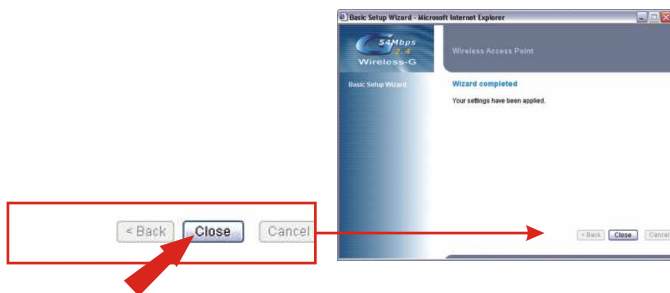 Basic Setup Wizard - Microsoft Internet Explorer
54Mbps
2.4
Wireless-G
Wireless Access Point
Basic Setup Wizard
Wizard completed
Your settings have been applied.
< Back Close Cancel
< Back Close Cancel